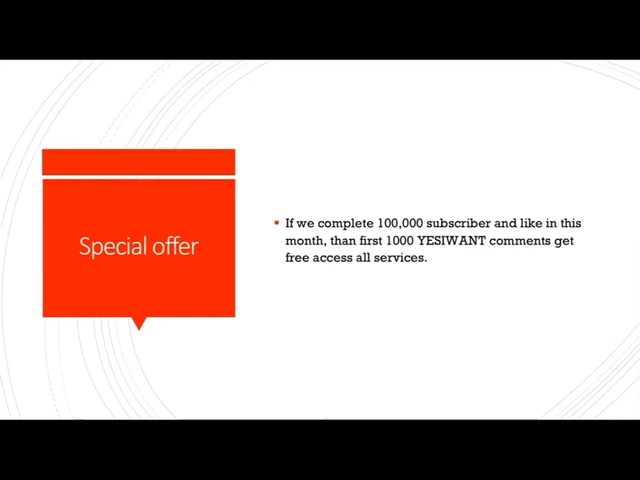 Special offer
If we complete 100,000 subscriber and like in this
month, than first 1000 YESIWANT comments get
free access all services.